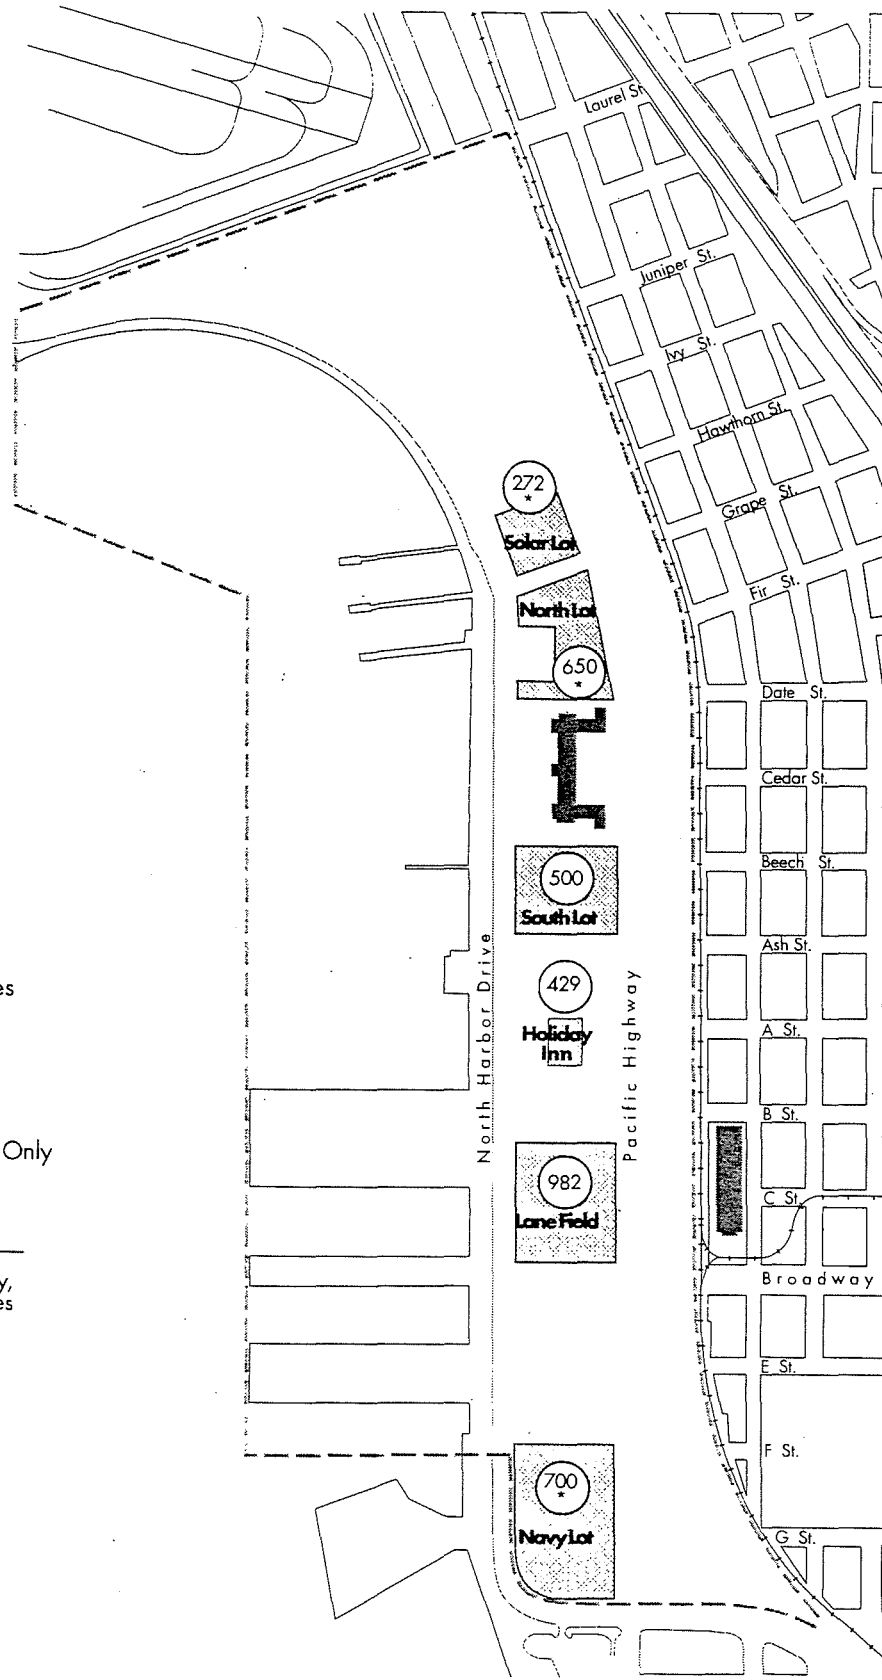 Laurel St
Juniper St.
Ivy St.
Hawthorn St.
Grape St.
Fir St.
272
*
Solar Lot
North Lot
650
*
Date St.
Cedar St.
Beech St.
500
South Lot
Ash St.
North Harbor Drive
Pacific Highway
es
429
Holiday
Inn
A St.
B St.
Only
982
Lane Field
C St.
y,
es
Broadway
E St.
F St.
700
*
Navy Lot
G St.